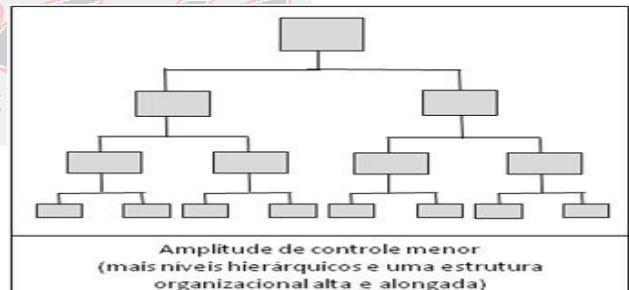 Amplitude de controle menor
(mais níveis hierárquicos e uma estrutura
organizacional alta e alongada)